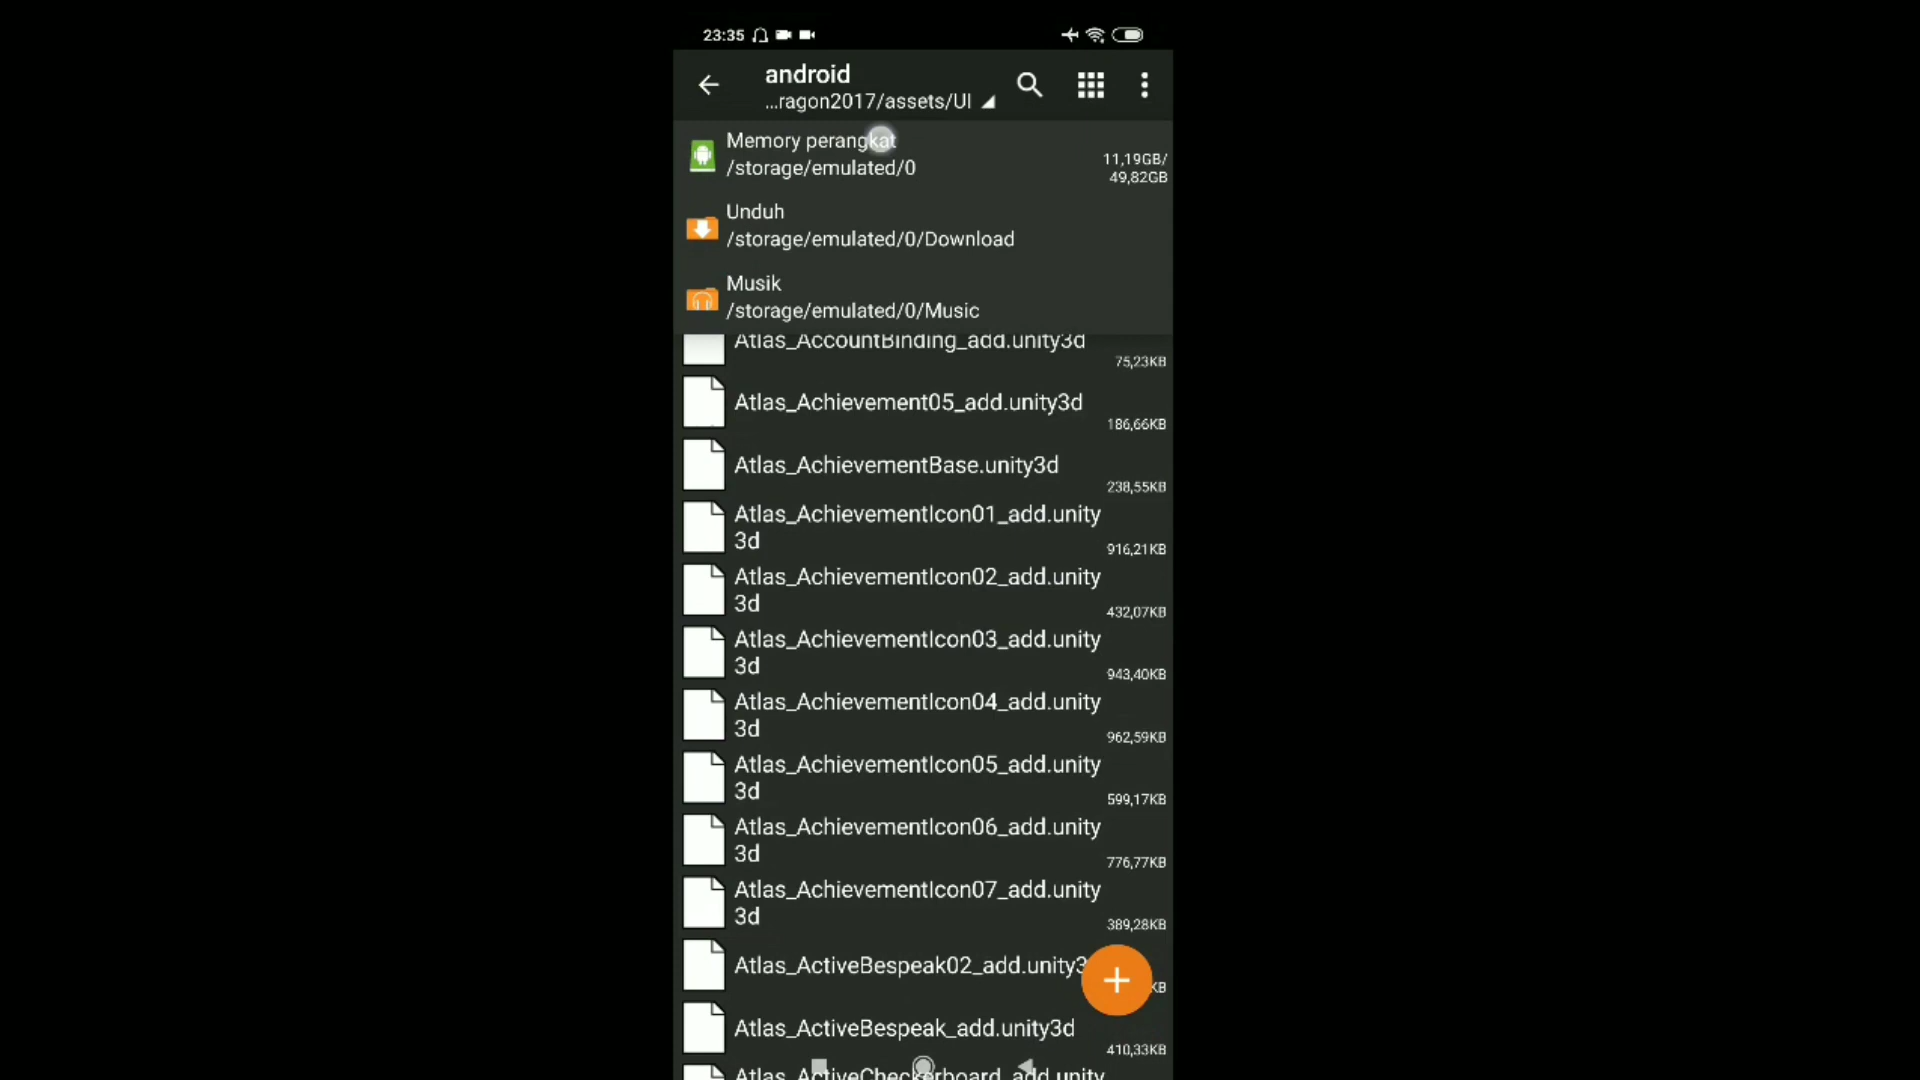 23:35
android
...ragon2017/assets/UI
Memory perangkat
/storage/emulated/0
11,19GB/
49,82GB
Unduh
/storage/emulated/0/Download
Musik
/storage/emulated/0/Music
Atlas_AccountBinding_add.unity3d
75,23KB
Atlas_Achievement05_add.unity3d
186,66KB
Atlas_AchievementBase.unity3d
238,55KB
Atlas_AchievementIcon01_add.unity
3d
916,21KB
Atlas_AchievementIcon02_add.unity
3d
432,07KB
Atlas_AchievementIcon03_add.unity
3d
943,40KB
Atlas_AchievementIcon04_add.unity
3d
962,59KB
Atlas_AchievementIcon05_add.unity
3d
599,17KB
Atlas_AchievementIcon06_add.unity
3d
776,77KB
Atlas_AchievementIcon07_add.unity
3d
389,28KB
Atlas_ActiveBespeak02_add.unity3
KB
Atlas_ActiveBespeak_add.unity3d
410,33KB
Atlas_ActiveCheckerboard_add.unity